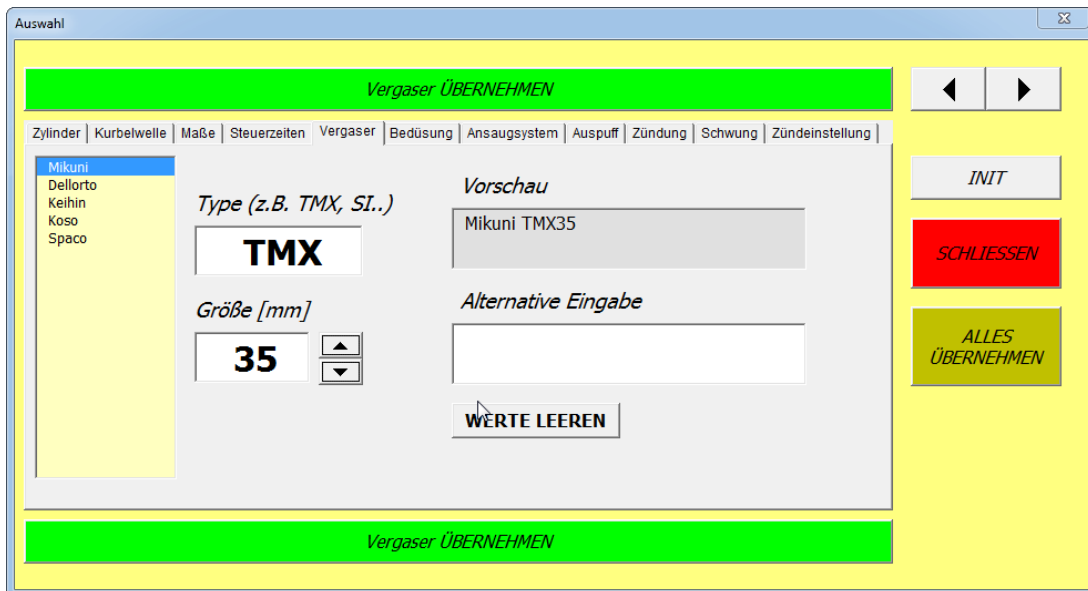 Auswahl
Vergaser ÜBERNEHMEN
Zylinder Kurbelwelle Maße Steuerzeiten Vergaser Bedüsung Ansaugsystem Auspuff Zündung Schwung Zündeinstellung
Mikuni
Dellorto
Keihin
Koso
Spaco
Type (z.B. TMX, SI..)
TMX
Größe [mm]
35
Vorschau
Mikuni TMX35
Alternative Eingabe
WERTE LEEREN
INIT
SCHLIESSEN
ALLES
ÜBERNEHMEN
Vergaser ÜBERNEHMEN